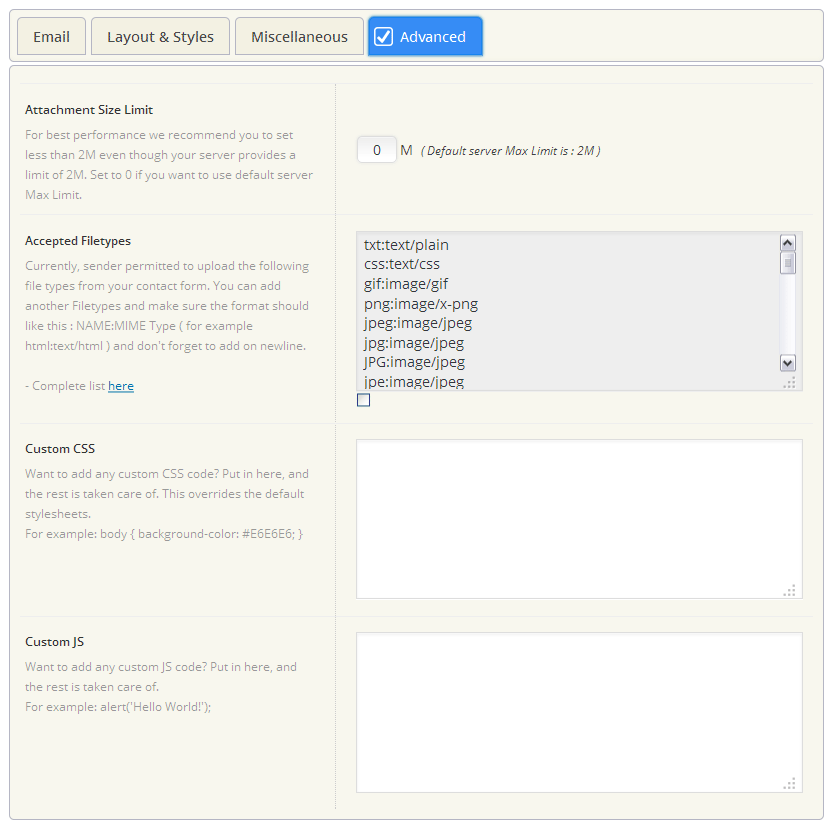 Email
Layout & Styles
Miscellaneous
Advanced
Attachment Size Limit
For best performance we recommend you to set
less than 2M even though your server provides a
limit of 2M. Set to 0 if you want to use default server
Max Limit.
0 M ( Default server Max Limit is : 2M )
Accepted Filetypes
Currently, sender permitted to upload the following
file types from your contact form. You can add
another Filetypes and make sure the format should
like this : NAME:MIME Type ( for example
html:text/html ) and don't forget to add on newline.
- Complete list here
txt:text/plain
css:text/css
gif:image/gif
png:image/x-png
jpeg:image/jpeg
jpg:image/jpeg
JPG:image/jpeg
jpe:image/jpeg
Custom CSS
Want to add any custom CSS code? Put in here, and
the rest is taken care of. This overrides the default
stylesheets.
For example: body { background-color: #E6E6E6; }
Custom JS
Want to add any custom JS code? Put in here, and
the rest is taken care of.
For example: alert('Hello World!');